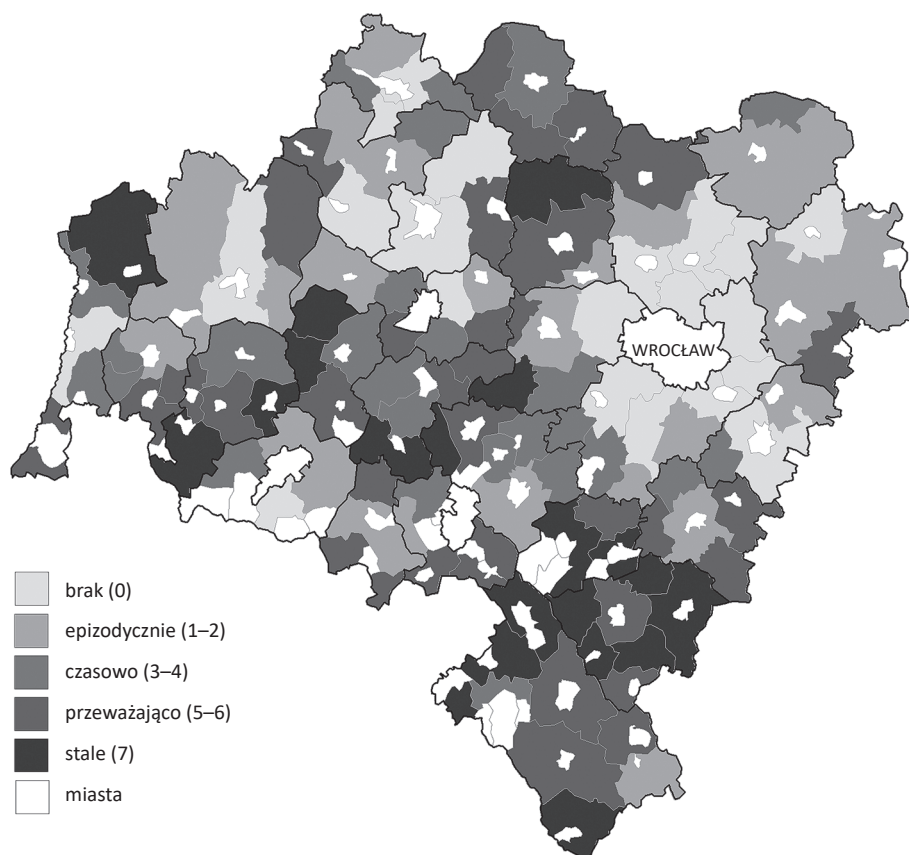 WROCŁAW
brak (0)
epizodycznie (1–2)
czasowo (3–4)
przeważająco (5–6)
stale (7)
miasta